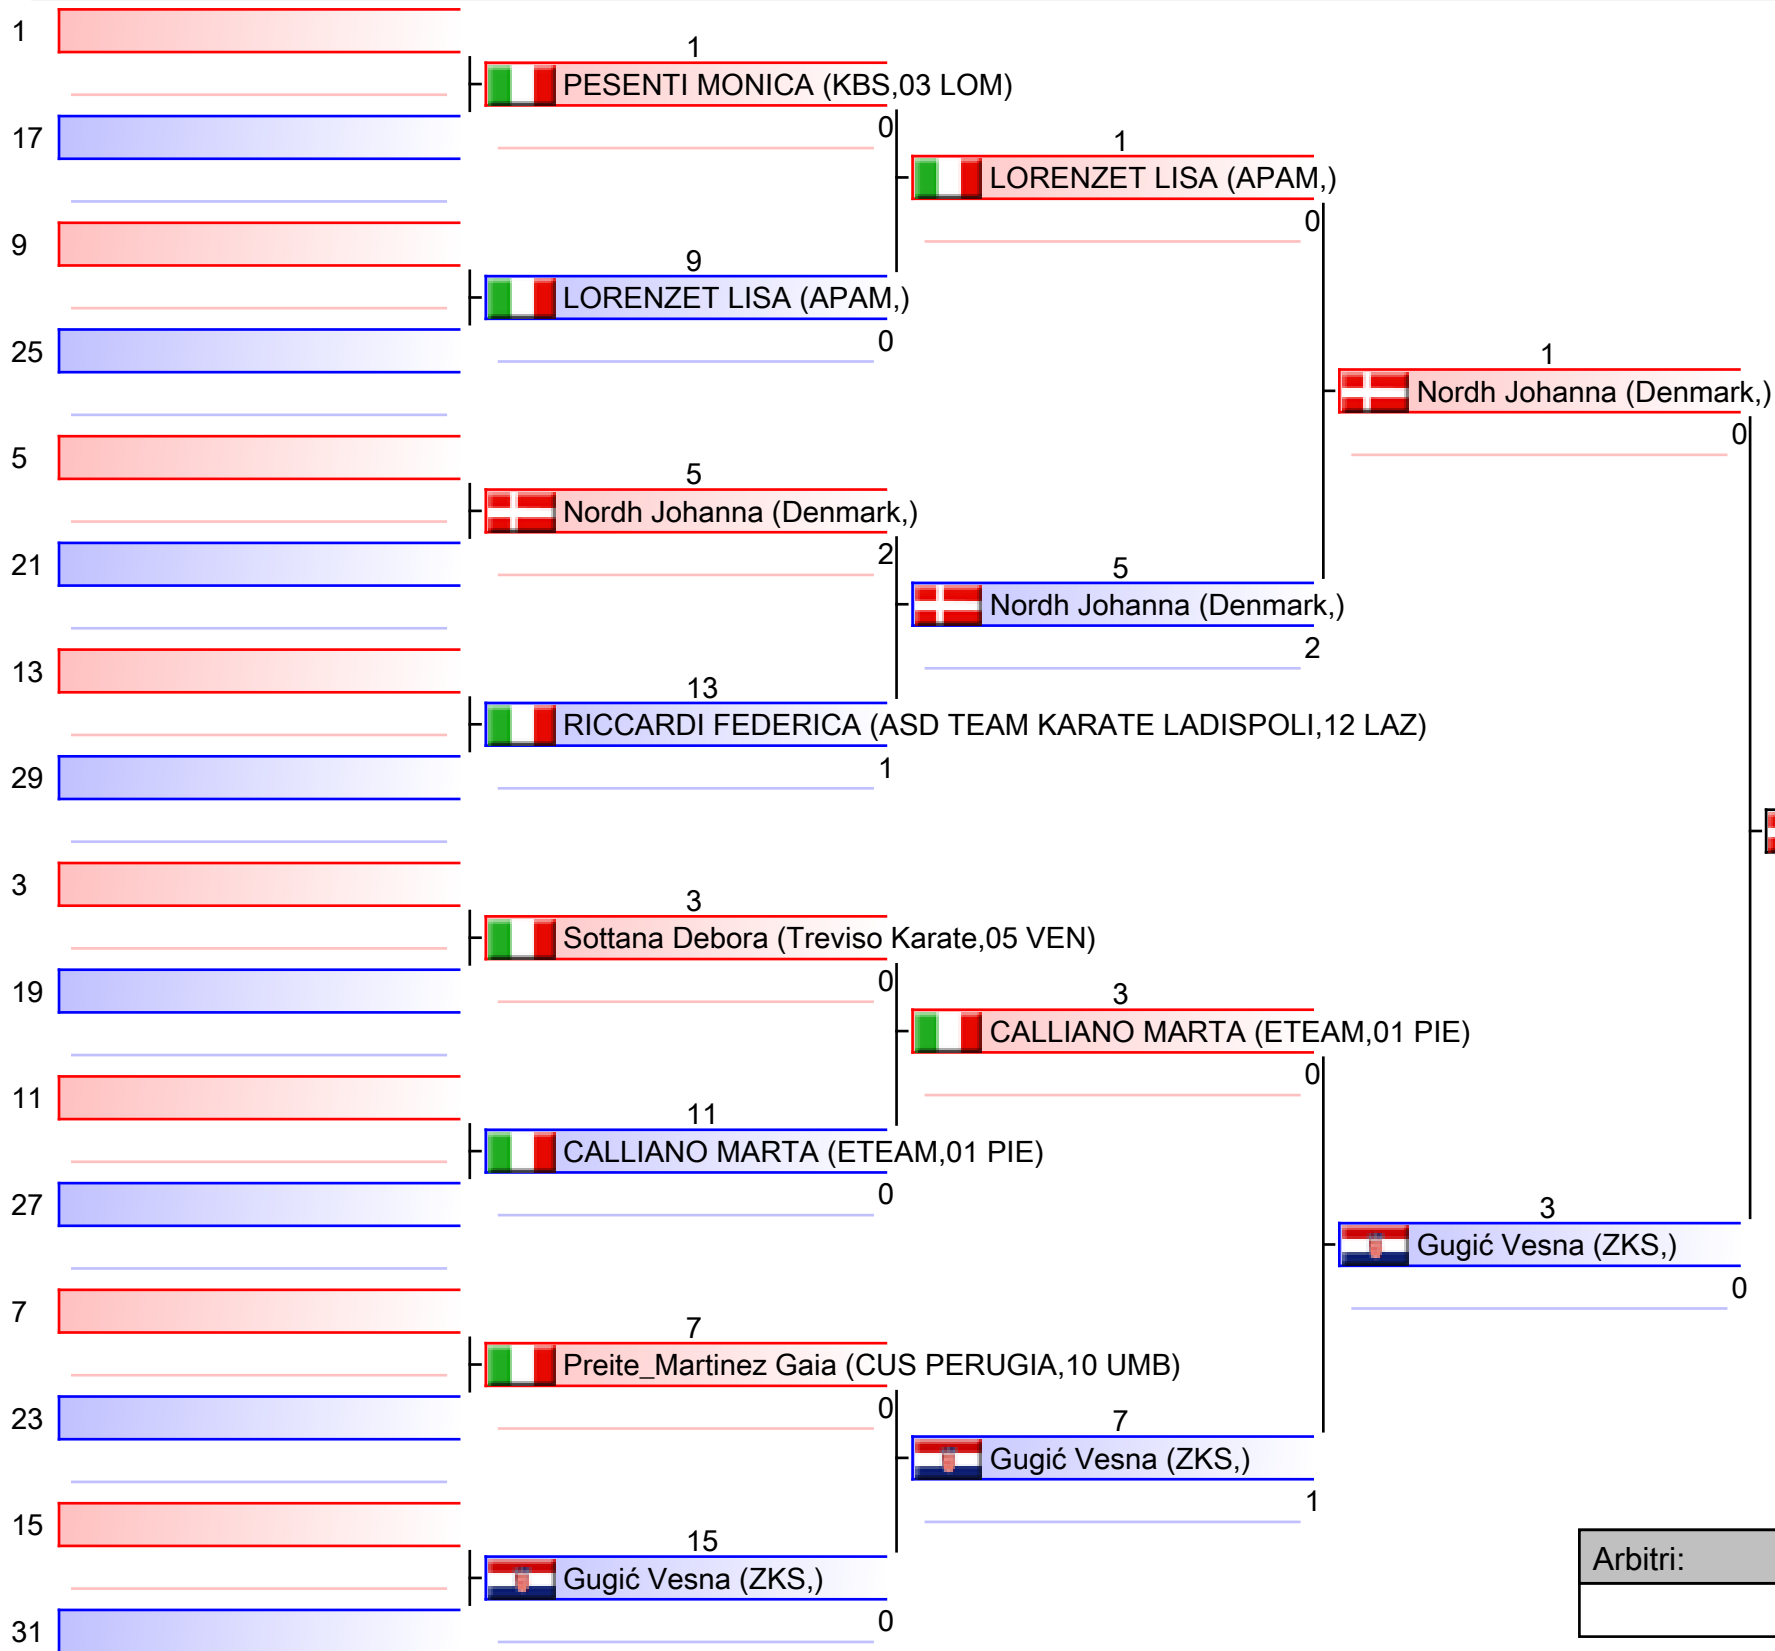 1
1
PESENTI MONICA (KBS,03 LOM)
0
17
1
LORENZET LISA (APAM,)
0
9
9
LORENZET LISA (APAM,)
0
25
1
Nordh Johanna (Denmark,)
0
5
5
Nordh Johanna (Denmark,)
2
21
5
Nordh Johanna (Denmark,)
2
13
13
RICCARDI FEDERICA (ASD TEAM KARATE LADISPOLI,12 LAZ)
1
29
3
3
Sottana Debora (Treviso Karate,05 VEN)
0
19
3
CALLIANO MARTA (ETEAM,01 PIE)
0
11
11
CALLIANO MARTA (ETEAM,01 PIE)
0
27
3
Gugić Vesna (ZKS,)
0
7
7
Preite_Martinez Gaia (CUS PERUGIA,10 UMB)
0
23
7
Gugić Vesna (ZKS,)
1
15
15
Gugić Vesna (ZKS,)
0
31
Arbitri: